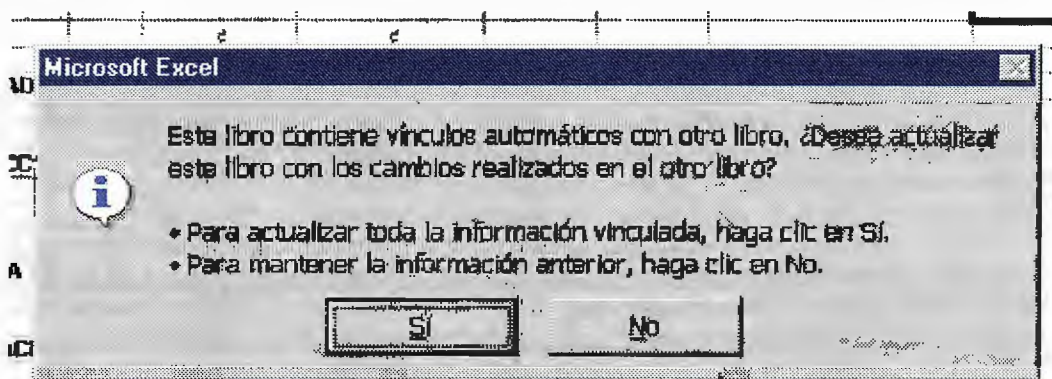 Microsoft Excel
Este libro contiene vínculos automáticos con otro libro, ¿Desea actualizar
este libro con los cambios realizados en el otro libro?
• Para actualizar toda la información vinculada, haga clic en Sí.
• Para mantener la información anterior, haga clic en No.
Sí
No